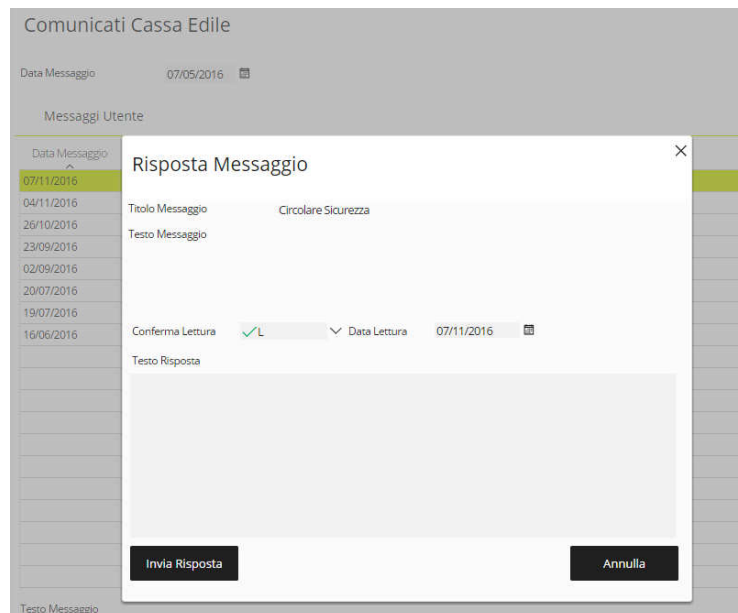 Comunicati Cassa Edile
Data Messaggio 07/05/2016
Messaggi Utente
Data Messaggio
07/11/2016
04/11/2016
26/10/2016
23/09/2016
02/09/2016
20/07/2016
19/07/2016
16/06/2016
Risposta Messaggio
Titolo Messaggio Circolare Sicurezza
Testo Messaggio
Conferma Lettura L Data Lettura 07/11/2016
Testo Risposta
Invia Risposta Annulla
Testo Messaggio